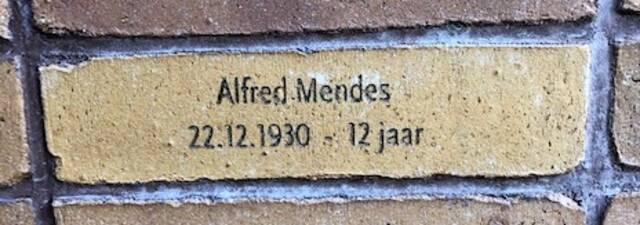 Alfred Mendes
22.12.1930 - 12 jaar